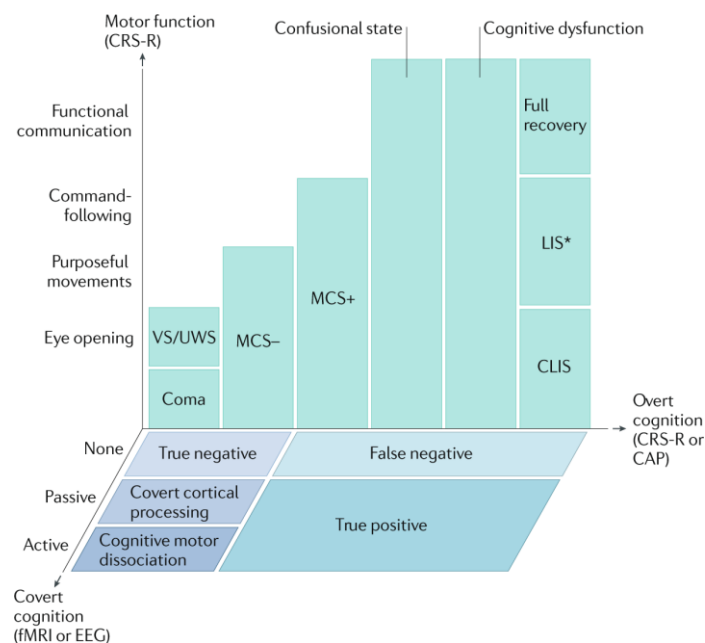 Motor function
(CRS-R)
Confusional state
Cognitive dysfunction
Functional
communication
Full
recovery
Command-
following
LIS*
Purposeful
movements
MCS+
Eye opening
VS/UWS
MCS–
CLIS
Coma
Overt
cognition
(CRS-R or
CAP)
None
True negative
False negative
Passive
Covert cortical
processing
True positive
Active
Cognitive motor
dissociation
Covert
cognition
(fMRI or EEG)